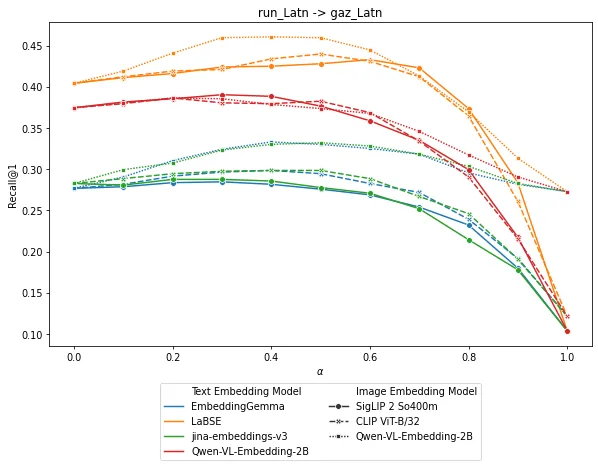 run_Latn -> gaz_Latn
Recall@1
0.45
0.40
0.35
0.30
0.25
0.20
0.15
0.10
0.0 0.2 0.4 0.6 0.8 1.0
α
Text Embedding Model
EmbeddingGemma
LaBSE
jina-embeddings-v3
Qwen-VL-Embedding-2B
Image Embedding Model
SigLIP 2 So400m
CLIP ViT-B/32
Qwen-VL-Embedding-2B